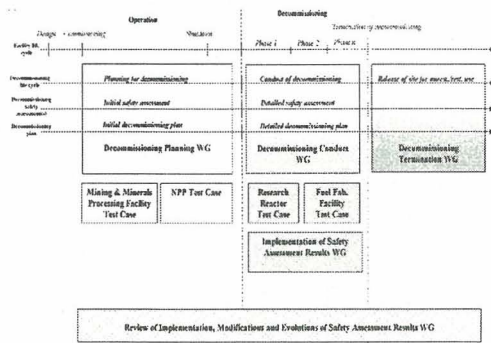 Operation
Decommissioning
Design
Shutdown
Termination of decommissioning
Facility life
cycle
Phase 1
Phase 2
Phase n
Decommissioning
life cycle
Planning for decommissioning
Conduct of decommissioning
Release of site for
use
Decommissioning
safety
assessment
Initial safety assessment
Detailed safety assessment
Decommissioning
plan
Initial decommissioning plan
Detailed decommissioning plan
Decommissioning Planning WG
Decommissioning Conduct
WG
Decommissioning
Termination WG
Mining & Minerals
Processing Facility
Test Case
NPP Test Case
Research
Reactor
Test Case
Fuel Fab.
Facility
Test Case
Implementation of Safety
Assessment Results WG
Review of Implementation, Modifications and Evolutions of Safety Assessment Results WG